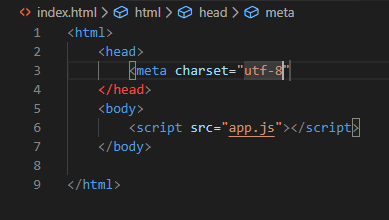 index.html > html > head > meta
1 <html>
2     <head>
3         <meta charset="utf-8"
4     </head>
5     <body>
6         <script src="app.js"></script>
7     </body>
8
9 </html>